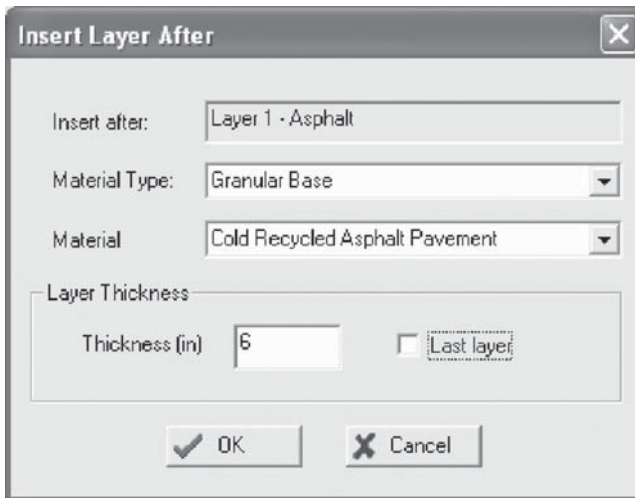 Insert Layer After
Insert after: Layer 1 - Asphalt
Material Type: Granular Base
Material Cold Recycled Asphalt Pavement
Layer Thickness
Thickness (in) 6 Last layer
OK Cancel